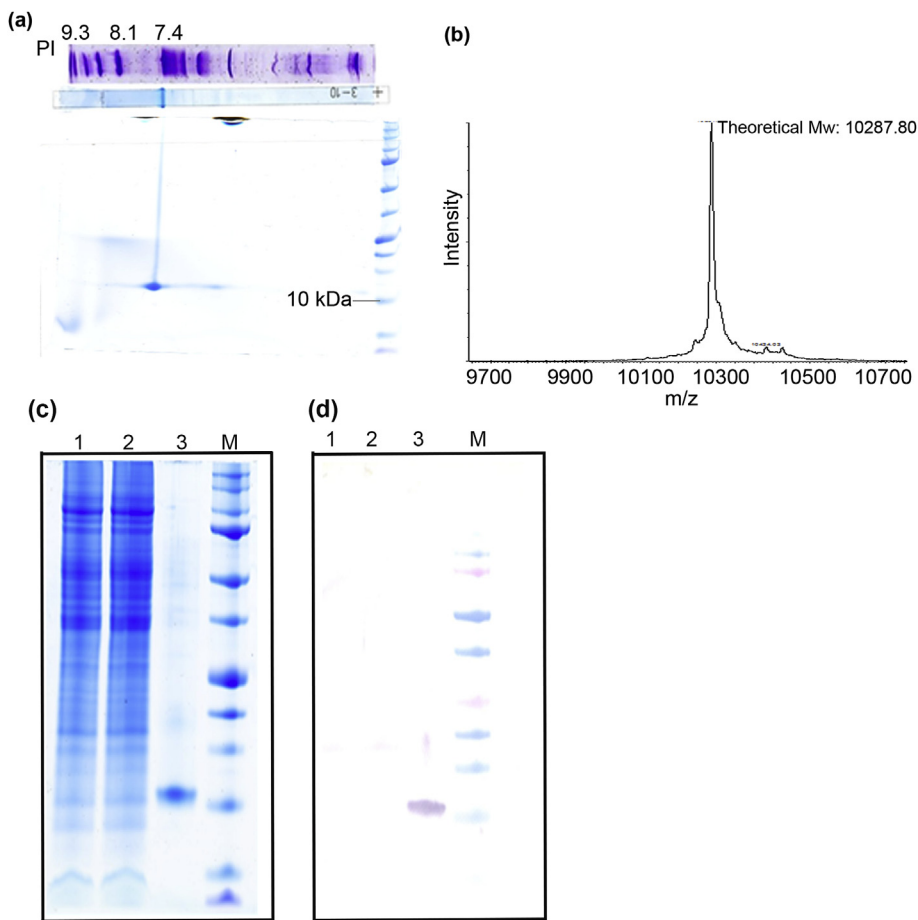 (a)
9.3 8.1 7.4
PI
3-10 +
10 kDa
(b)
Theoretical Mw: 10287.80
Intensity
9700 9900 10100 10300 10500 10700
m/z
(c)
1 2 3 M
(d)
1 2 3 M